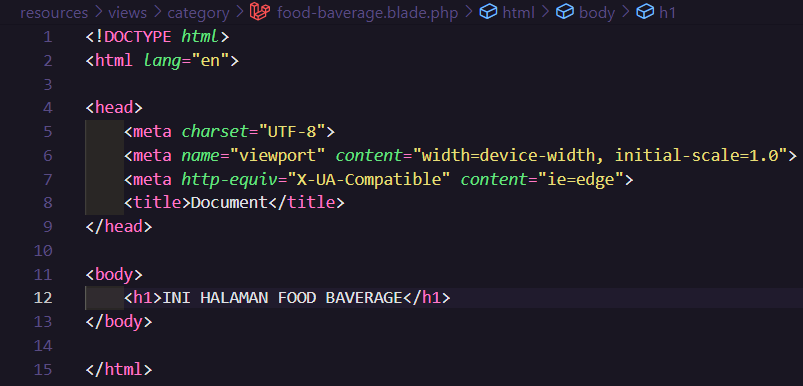 resources > views > category > food-baverage.blade.php > html > body > h1
1 <!DOCTYPE html>
2 <html lang="en">
3
4 <head>
5 <meta charset="UTF-8">
6 <meta name="viewport" content="width=device-width, initial-scale=1.0">
7 <meta http-equiv="X-UA-Compatible" content="ie=edge">
8 <title>Document</title>
9 </head>
10
11 <body>
12 <h1>INI HALAMAN FOOD BAVERAGE</h1>
13 </body>
14
15 </html>